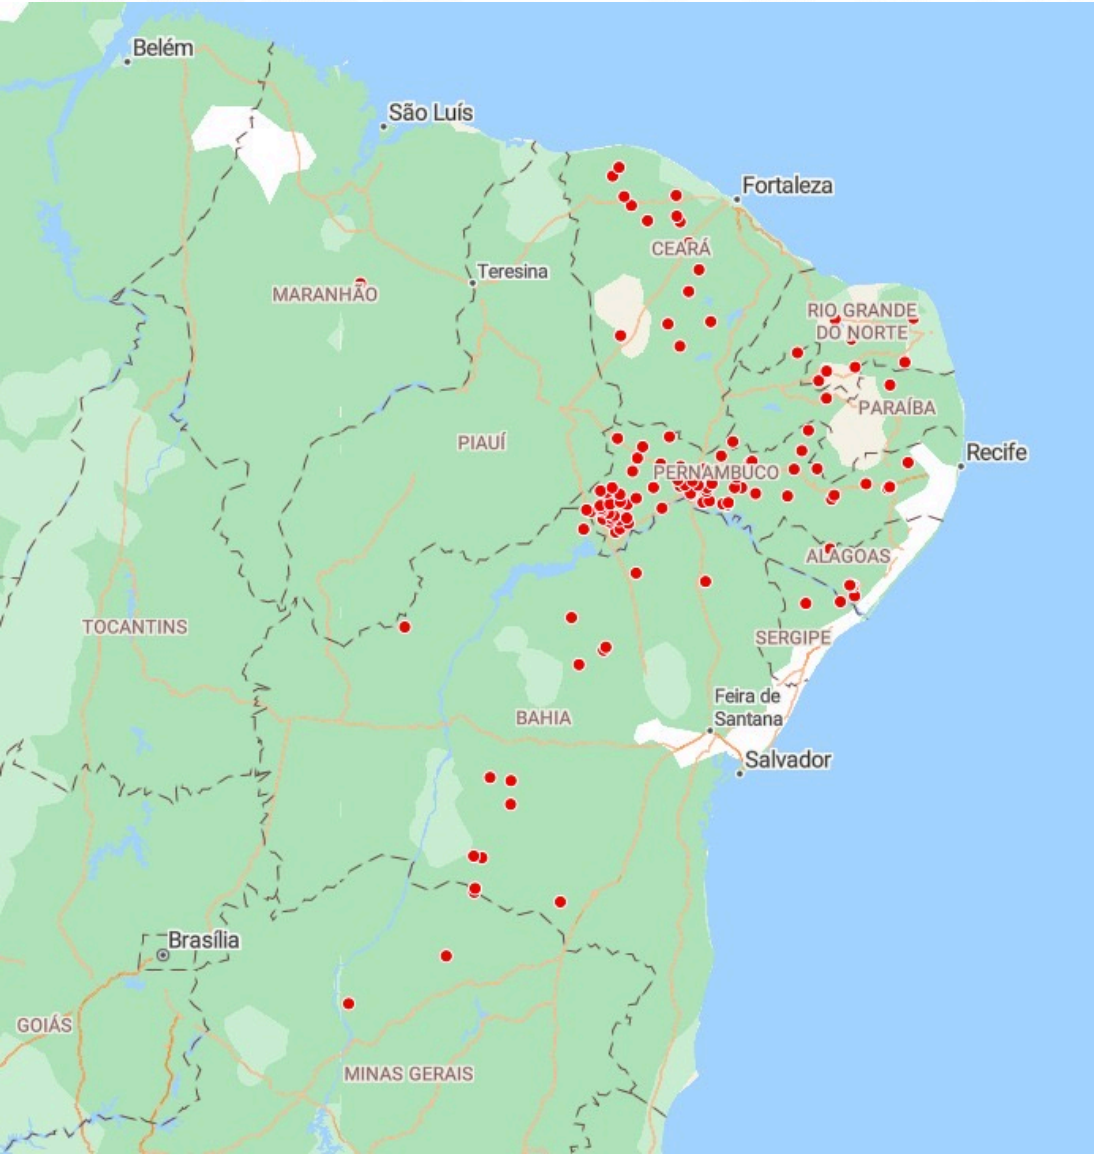 Belém
São Luís
Fortaleza
CEARÁ
Teresina
MARANHÃO
RIO GRANDE
DO NORTE
PARAÍBA
PIAUÍ
Recife
PERNAMBUCO
ALAGOAS
TOCANTINS
SERGIPE
Feira de
Santana
BAHIA
Salvador
Brasília
GOIÁS
MINAS GERAIS